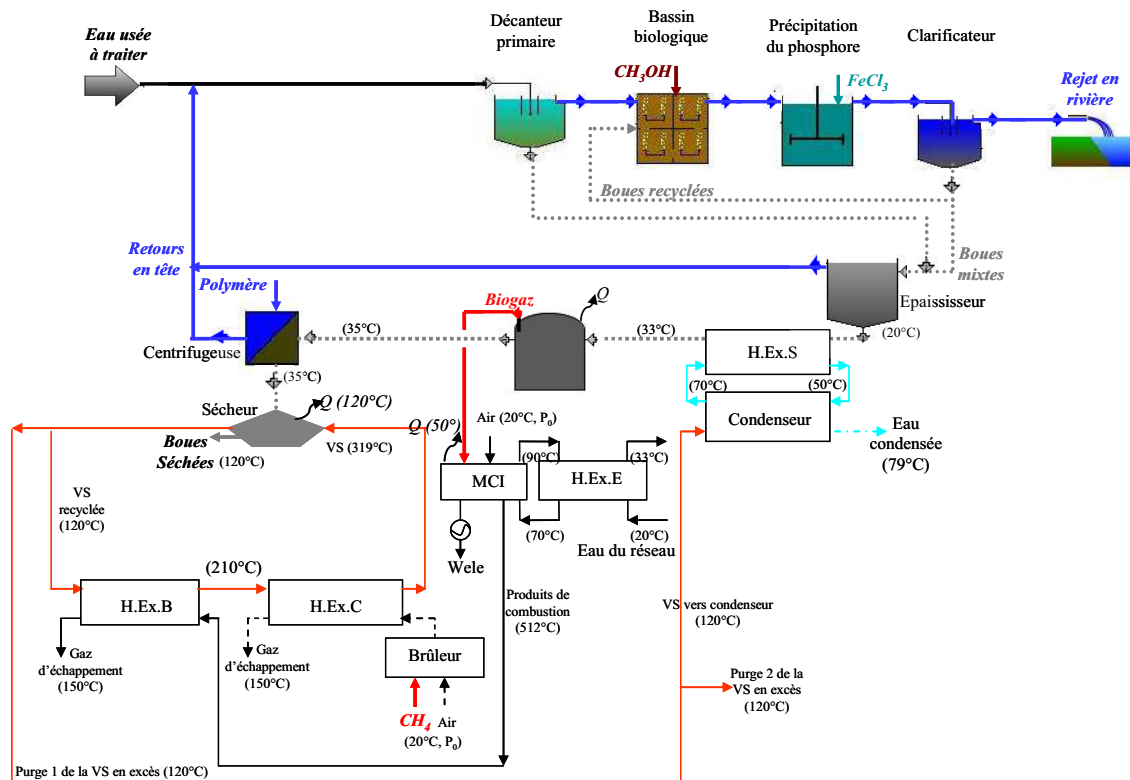 Eau usée
à traiter
Décanteur
primaire
Bassin
biologique
Précipitation
du phosphore
Clarificateur
CH3OH
FeCl3
Rejet en
rivière
Boues recyclées
Retours
en tête
Boues
mixtes
Polymère
Biogaz
Q
Epaississeur
(35°C)
(33°C)
(20°C)
Centrifugeuse
H.Ex.S
(35°C)
(70°C)
(50°C)
Sécheur
Q (120°C)
Condenseur
Q (50°)
Air (20°C, P0)
Eau
condensée
(79°C)
Boues
Séchées
(120°C)
VS (319°C)
(90°C)
(33°C)
MCI
H.Ex.E
VS
recyclée
(120°C)
(70°C)
(20°C)
Eau du réseau
Wele
(210°C)
H.Ex.B
H.Ex.C
Produits de
combustion
(512°C)
VS vers condenseur
(120°C)
Gaz
d'échappement
(150°C)
Gaz
d'échappement
(150°C)
Brûleur
Purge 2 de la
VS en excès
(120°C)
CH4
Air
(20°C, P0)
Purge 1 de la VS en excès (120°C)